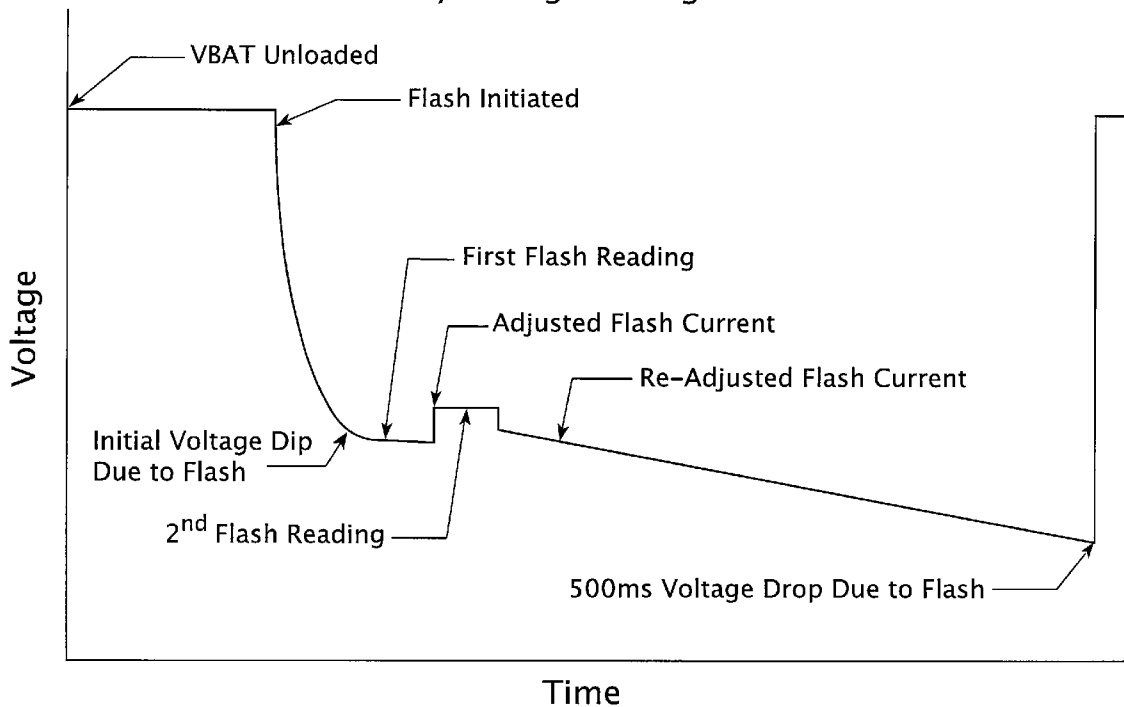 VBAT Unloaded
Flash Initiated
First Flash Reading
Adjusted Flash Current
Re-Adjusted Flash Current
Initial Voltage Dip
Due to Flash
2nd Flash Reading
500ms Voltage Drop Due to Flash
Voltage
Time